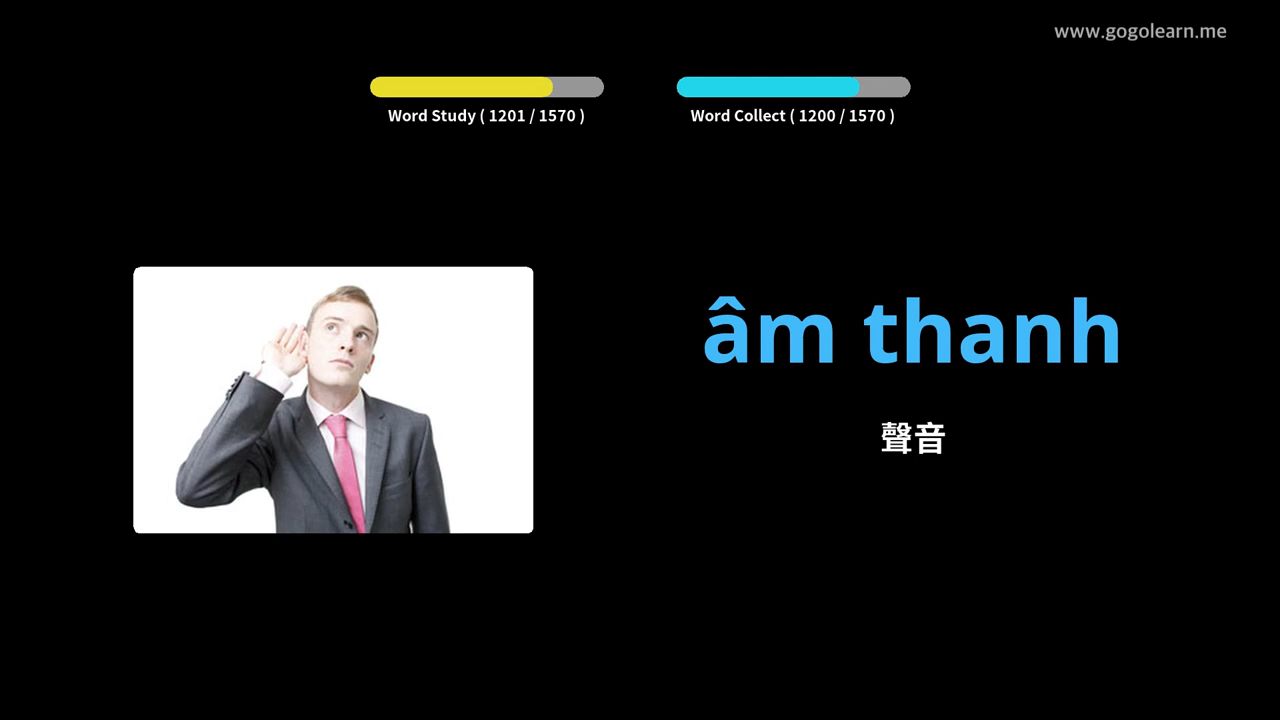 www.gogolearn.me
Word Study ( 1201 / 1570 )
Word Collect ( 1200 / 1570 )
âm thanh
聲音